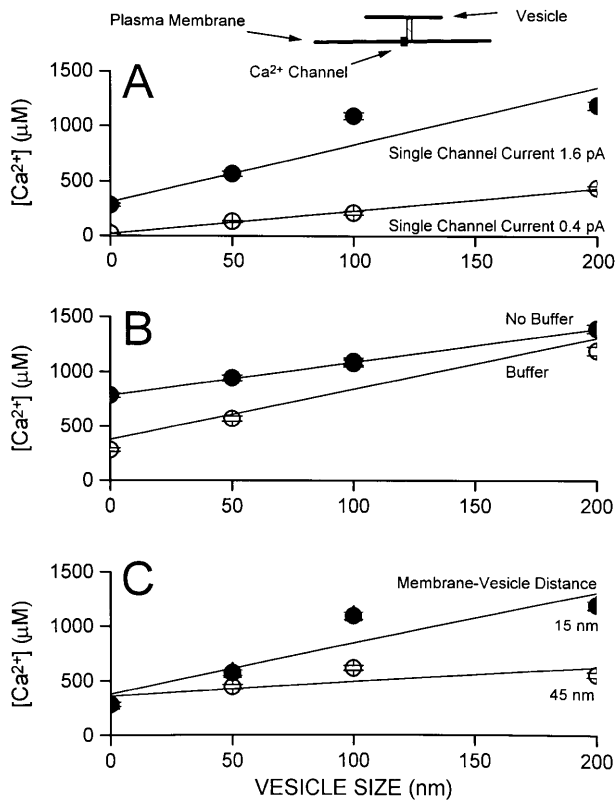 Plasma Membrane
Vesicle
Ca²⁺ Channel
A
[Ca²⁺] (µM)
1500
1000
500
0
Single Channel Current 1.6 pA
Single Channel Current 0.4 pA
0 50 100 150 200
B
[Ca²⁺] (µM)
1500
1000
500
0
No Buffer
Buffer
0 50 100 150 200
C
[Ca²⁺] (µM)
1500
1000
500
0
Membrane-Vesicle Distance
15 nm
45 nm
0 50 100 150 200
VESICLE SIZE (nm)